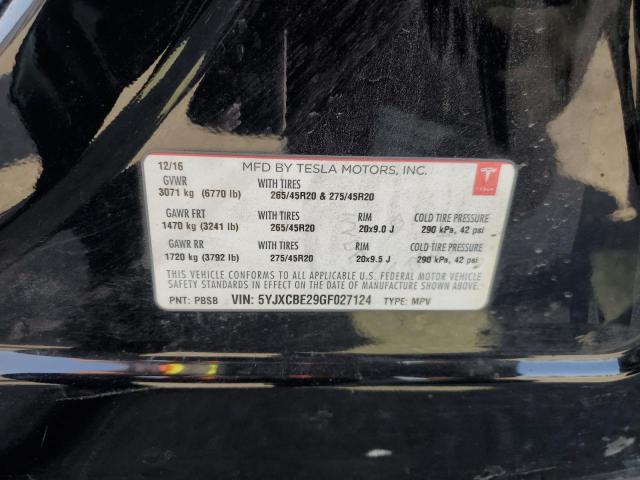 12/16 MFD BY TESLA MOTORS, INC.
GVWR WITH TIRES
3071 kg (6770 lb) 265/45R20 & 275/45R20
TESLA
GAWR FRT WITH TIRES RIM COLD TIRE PRESSURE
1470 kg (3241 lb) 265/45R20 20x9.0 J 290 kPa, 42 psi
GAWR RR WITH TIRES RIM COLD TIRE PRESSURE
1720 kg (3792 lb) 275/45R20 20x9.5 J 290 kPa, 42 psi
THIS VEHICLE CONFORMS TO ALL APPLICABLE U.S. FEDERAL MOTOR VEHICLE
SAFETY STANDARDS IN EFFECT ON THE DATE OF MANUFACTURE SHOWN ABOVE.
PNT: PBSB VIN: 5YJXCBE29GF027124 TYPE: MPV